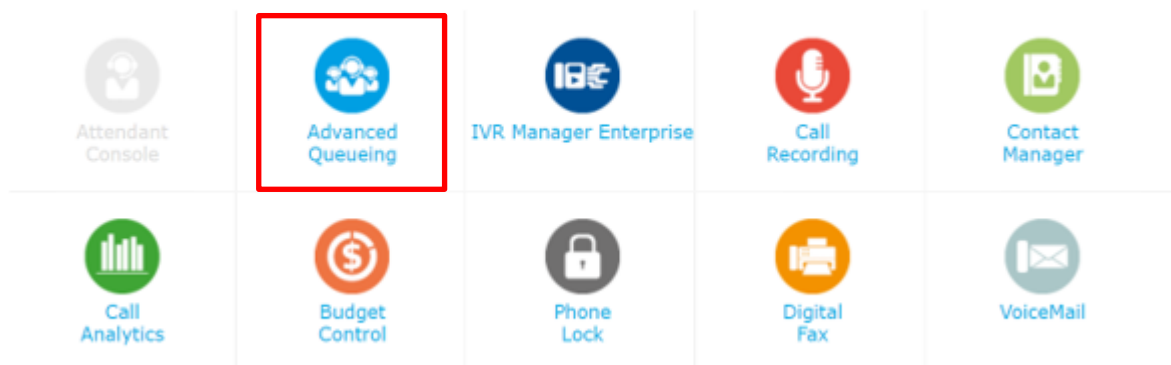 Attendant
Console
Advanced
Queueing
IVR Manager Enterprise
Call
Recording
Contact
Manager
Call
Analytics
Budget
Control
Phone
Lock
Digital
Fax
VoiceMail